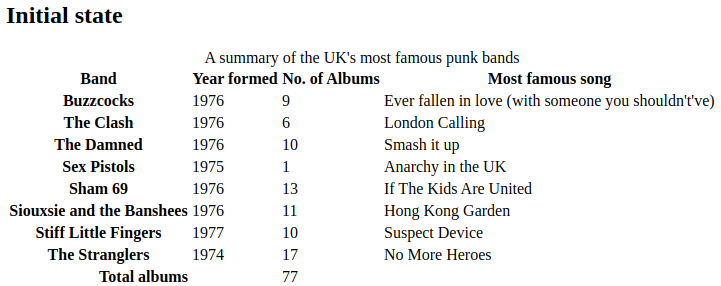 Initial state
A summary of the UK's most famous punk bands
Band Year formed No. of Albums Most famous song
Buzzcocks 1976 9 Ever fallen in love (with someone you shouldn't've)
The Clash 1976 6 London Calling
The Damned 1976 10 Smash it up
Sex Pistols 1975 1 Anarchy in the UK
Sham 69 1976 13 If The Kids Are United
Siouxsie and the Banshees 1976 11 Hong Kong Garden
Stiff Little Fingers 1977 10 Suspect Device
The Stranglers 1974 17 No More Heroes
Total albums 77